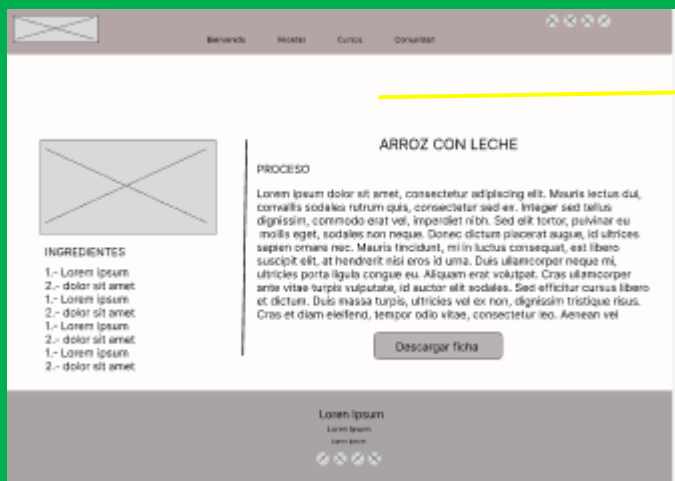 Bienvenida Recetas Cursos Comunidad
ARROZ CON LECHE
PROCESO
Lorem ipsum dolor sit amet, consectetur adipiscing elit. Mauris lectus dui,
convallis sodales rutrum quis, consectetur sed ex. Integer sed tellus
dignissim, commodo erat vel, imperdiet nibh. Sed elit tortor, pulvinar eu
mollis eget, sodales non neque. Donec dictum placerat augue, id ultrices
sapien ornare nec. Mauris tincidunt, mi in luctus consequat, est libero
suscipit elit, at hendrerit nisi eros id urna. Duis ullamcorper neque mi,
ultricies porta ligula congue eu. Aliquam erat volutpat. Cras ullamcorper
ante vitae turpis vulputate, id auctor elit sodales. Sed efficitur cursus libero
et dictum. Duis massa turpis, ultricies vel ex non, dignissim tristique risus.
Cras et diam eleifend, tempor odio vitae, consectetur leo. Aenean vel
INGREDIENTES
1.- Lorem ipsum
2.- dolor sit amet
1.- Lorem ipsum
2.- dolor sit amet
1.- Lorem ipsum
2.- dolor sit amet
1.- Lorem ipsum
2.- dolor sit amet
Descargar ficha
Loren Ipsum
Loren Ipsum
Loren Ipsum